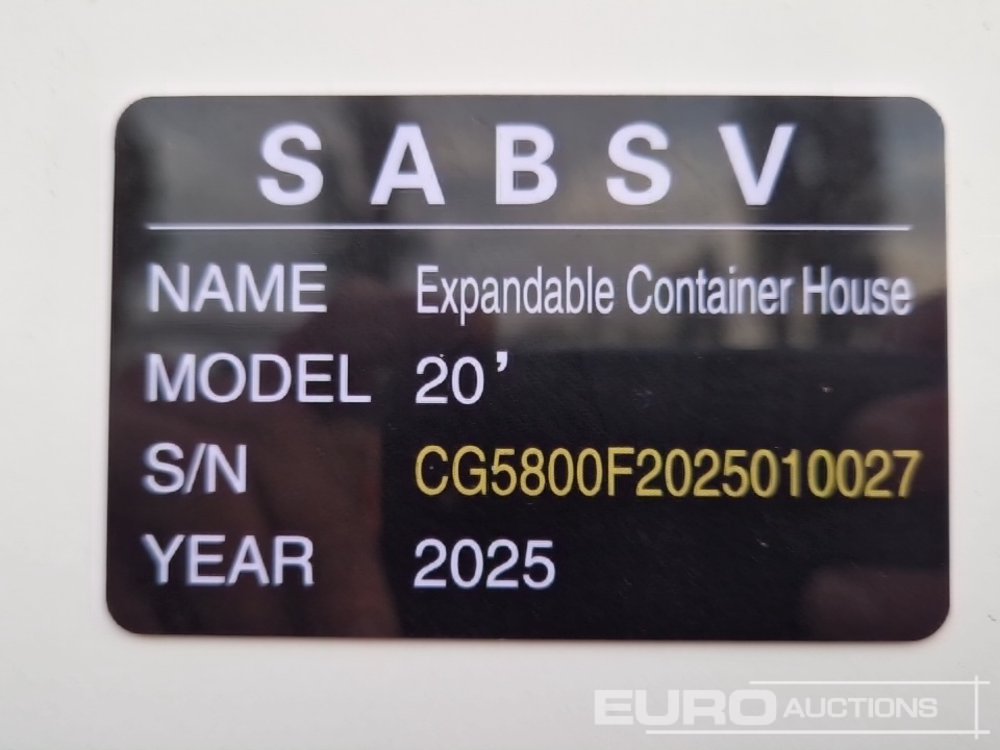 SABSV
NAME Expandable Container House
MODEL 20’
S/N CG5800F2025010027
YEAR 2025
EURO AUCTIONS